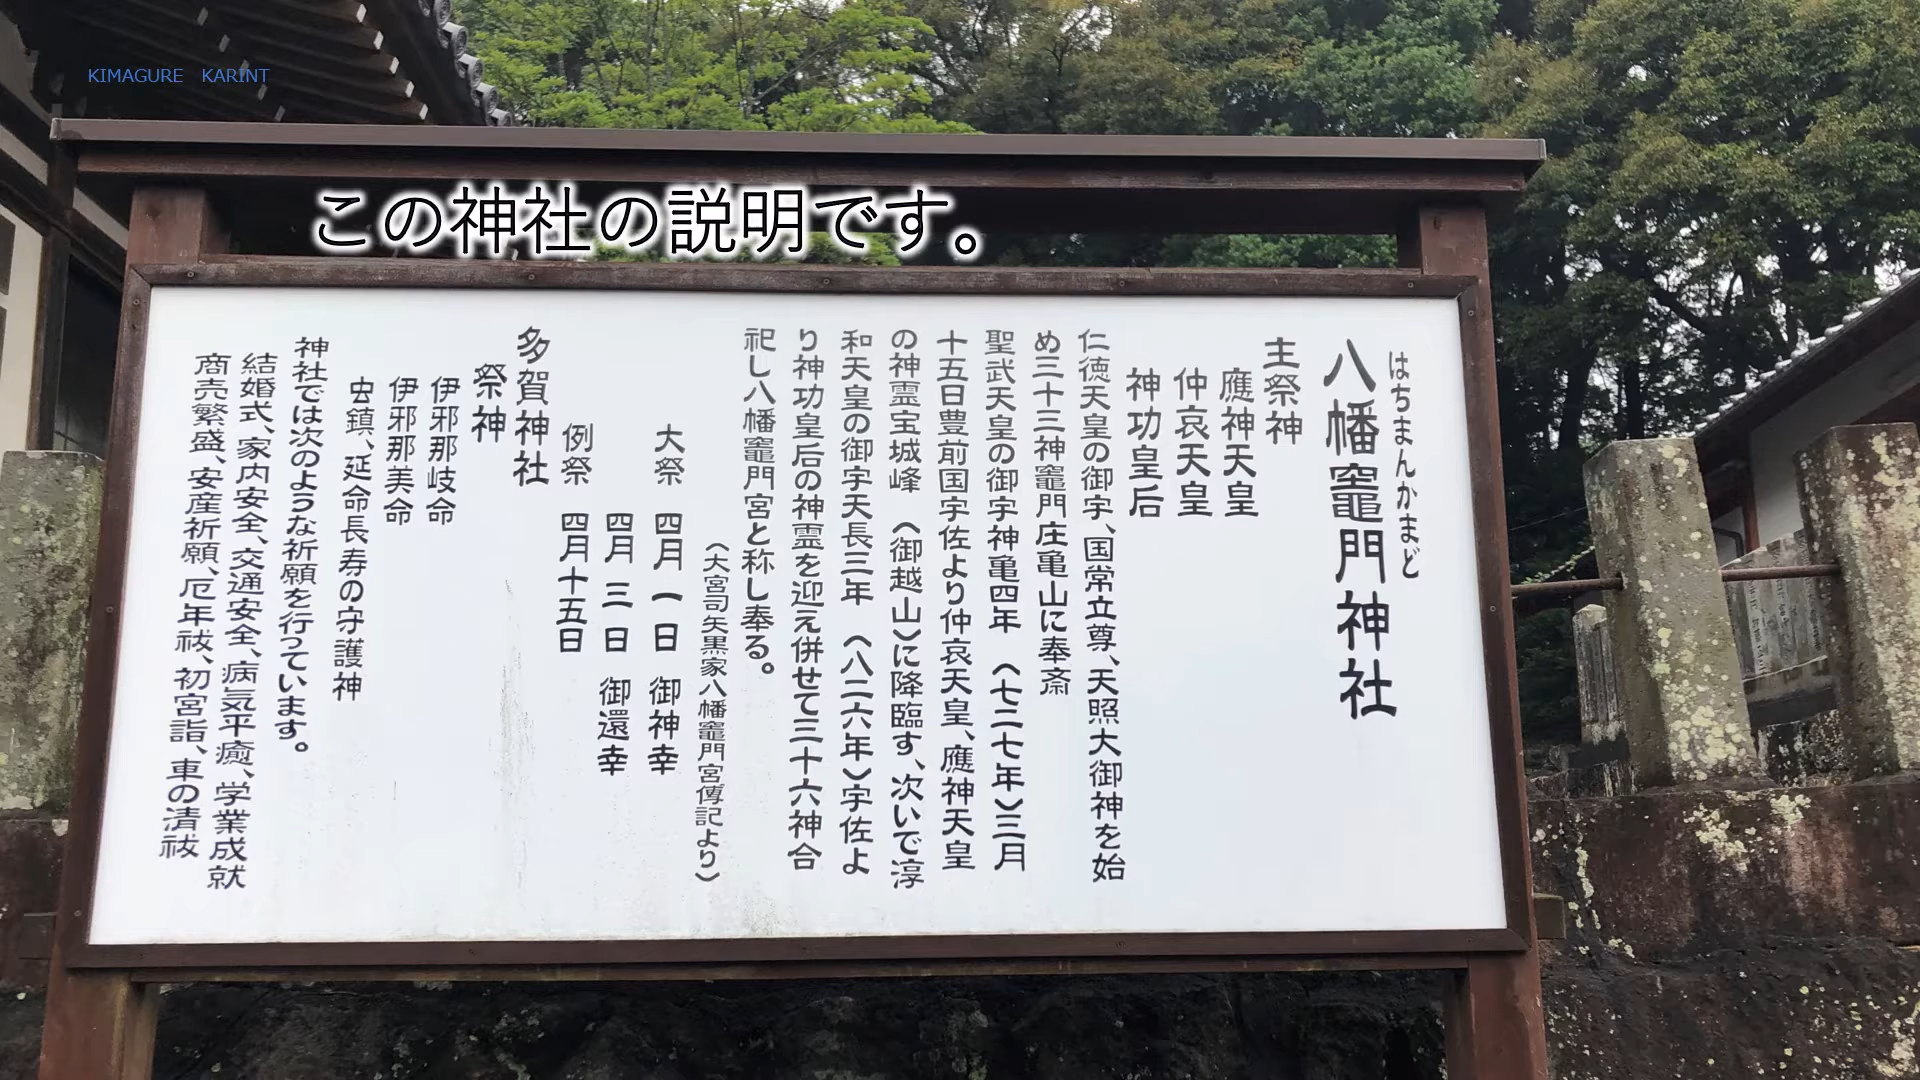 KIMAGURE KARINT
この神社の説明です。
はちまんかまど
八幡竈門神社
主祭神
應神天皇
仲哀天皇
神功皇后
仁徳天皇の御宇、国常立尊、天照大御神を始
め三十三神竈門庄亀山に奉斎
聖武天皇の御宇神亀四年(七二七年)三月
十五日豊前国宇佐より仲哀天皇、應神天皇
の神霊宝城峰(御越山)に降臨す、次いで淳
和天皇の御宇天長三年(八二六年)宇佐よ
り神功皇后の神霊を迎え併せて三十六神合
祀し八幡竈門宮と称し奉る。
(大宮司矢黒家八幡竈門宮傳記より)
大祭 四月一日 御神幸
四月三日 御還幸
例祭 四月十五日
多賀神社
祭神
伊邪那岐命
伊邪那美命
虫鎮、延命長寿の守護神
神社では次のような祈願を行っています。
結婚式、家内安全、交通安全、病気平癒、学業成就
商売繁盛、安産祈願、厄年祓、初宮詣、車の清祓